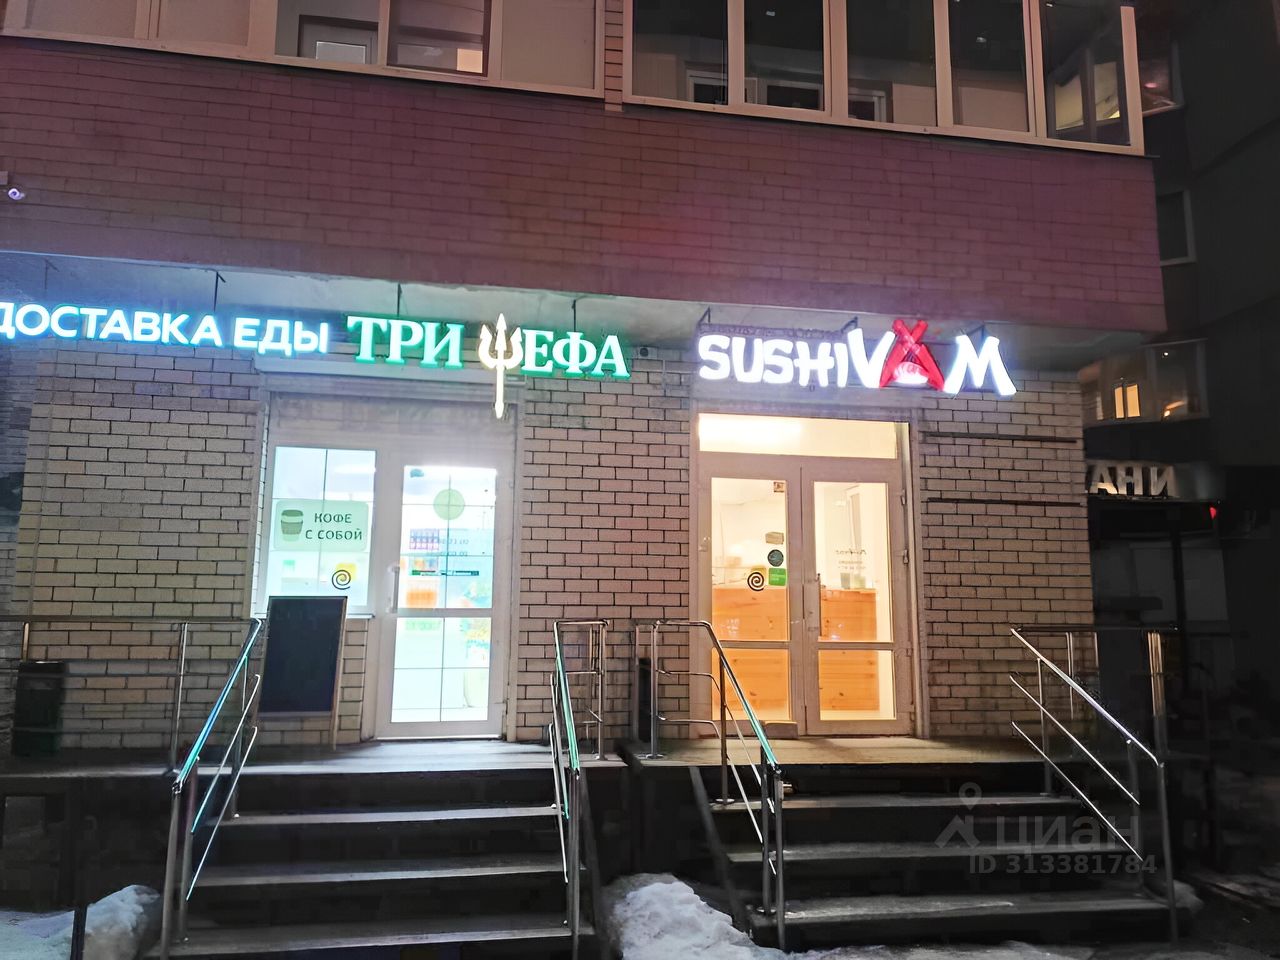 ДОСТАВКА ЕДЫ
ТРИ ШЕФА
SUSHIVAM
КОФЕ
С СОБОЙ
циан
ID 313381784